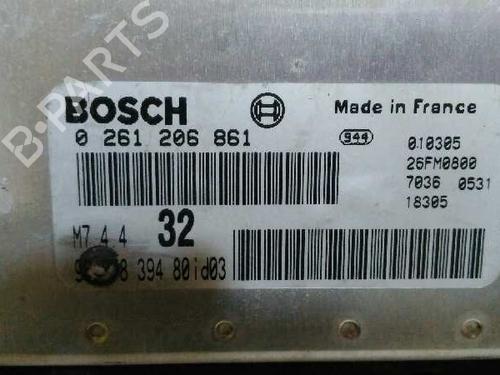 B-PARTS
BOSCH
Made in France
0 261 206 861
944
010305
26FM0800
7036 0531
18305
M7 4 4
32
8 394 80id03